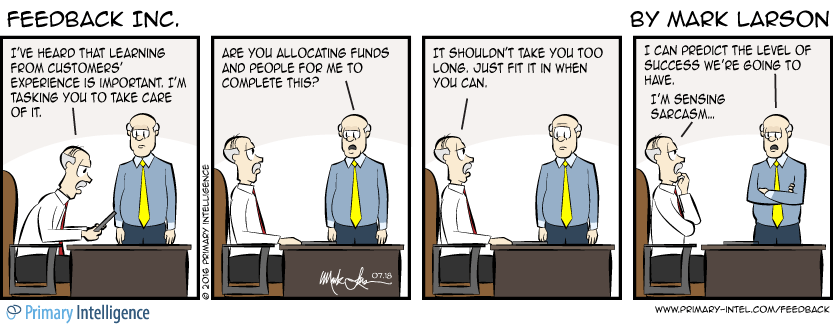 FEEDBACK INC.
BY MARK LARSON
I'VE HEARD THAT LEARNING
FROM CUSTOMERS'
EXPERIENCE IS IMPORTANT. I'M
TASKING YOU TO TAKE CARE
OF IT.
© 2016 PRIMARY INTELLIGENCE
ARE YOU ALLOCATING FUNDS
AND PEOPLE FOR ME TO
COMPLETE THIS?
Mark Larson 07.18
IT SHOULDN'T TAKE YOU TOO
LONG. JUST FIT IT IN WHEN
YOU CAN.
I CAN PREDICT THE LEVEL OF
SUCCESS WE'RE GOING TO
HAVE.
I'M SENSING
SARCASM...
Primary Intelligence
WWW.PRIMARY-INTEL.COM/FEEDBACK